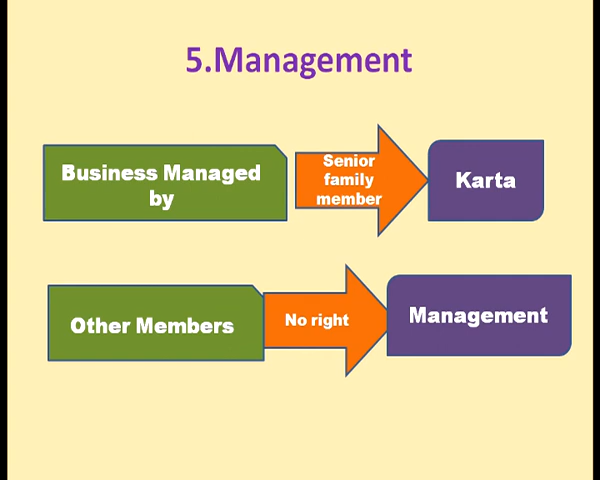 5.Management
Business Managed
by
Senior
family
member
Karta
Other Members
No right
Management